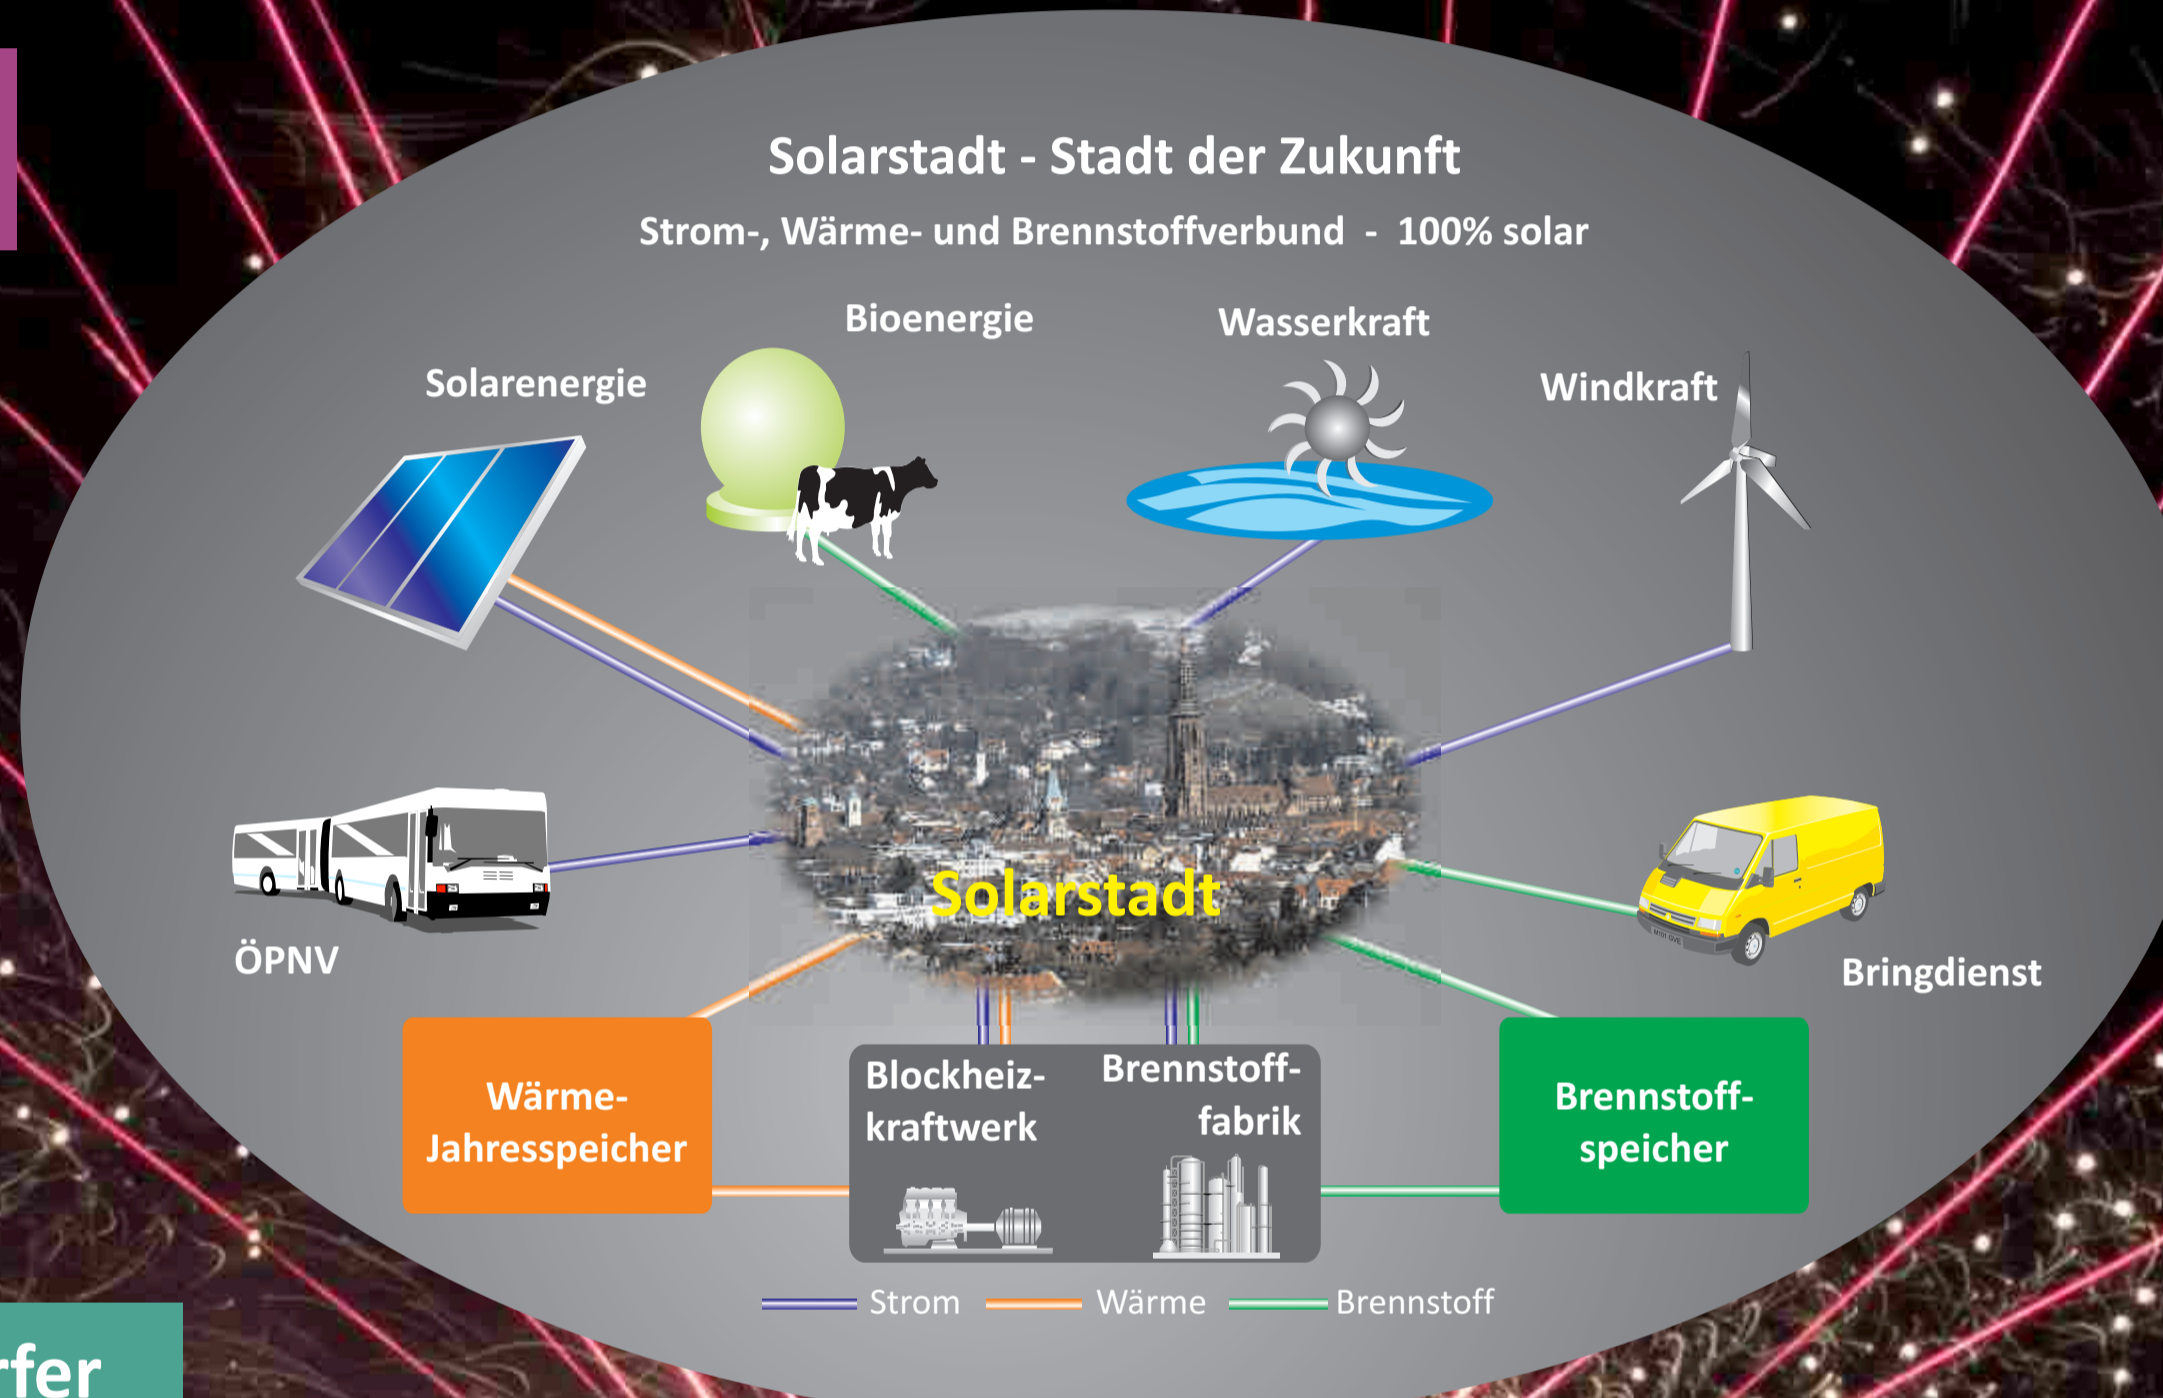 Solarstadt - Stadt der Zukunft
Strom-, Wärme- und Brennstoffverbund - 100% solar
Bioenergie
Wasserkraft
Solarenergie
Windkraft
Solarstadt
ÖPNV
Bringdienst
Wärme-
Jahresspeicher
Blockheiz-
kraftwerk
Brennstoff-
fabrik
Brennstoff-
speicher
Strom
Wärme
Brennstoff
rfer